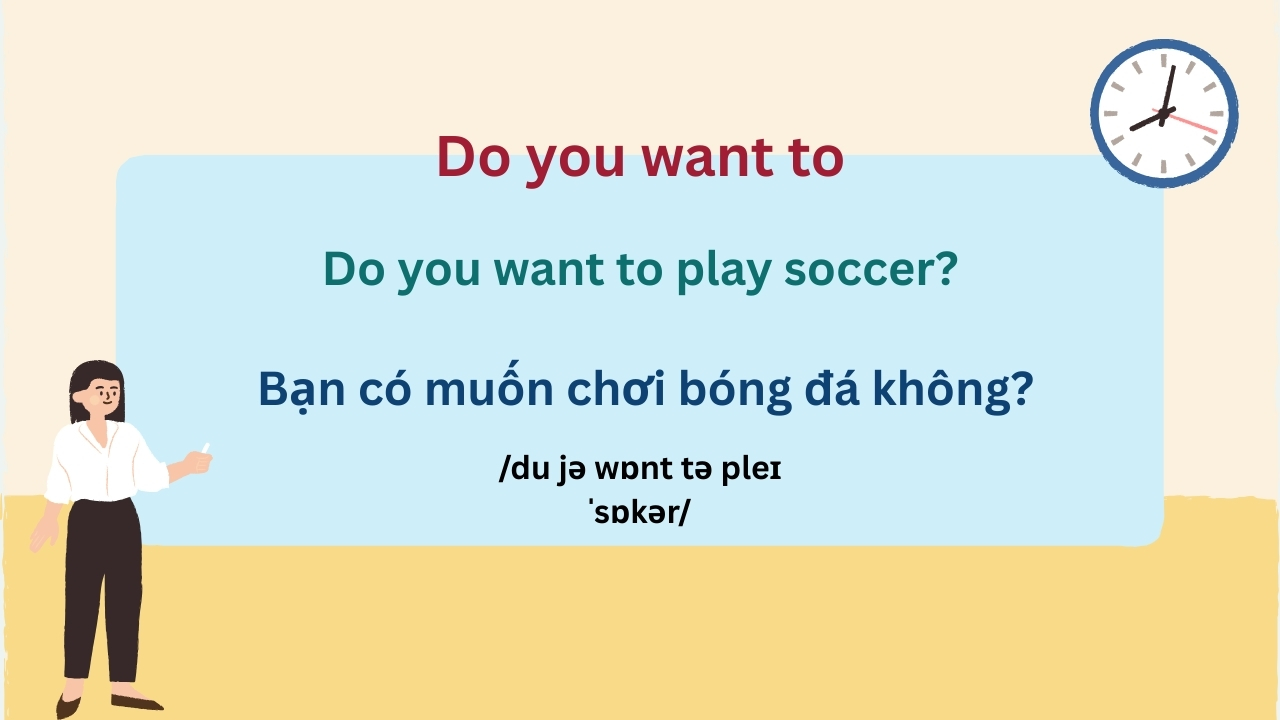 Do you want to
Do you want to play soccer?
Bạn có muốn chơi bóng đá không?
/du jə wɒnt tə pleɪ
ˈsɒkər/